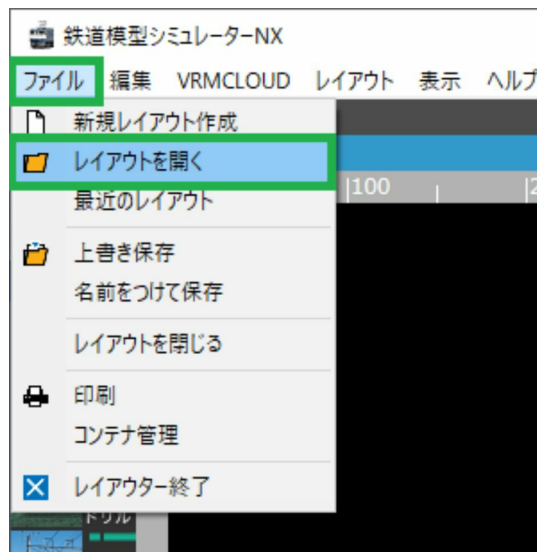 鉄道模型シミュレーターNX
ファイル 編集 VRMCLOUD レイアウト 表示 ヘルプ
新規レイアウト作成
レイアウトを開く
|100
最近のレイアウト
上書き保存
名前をつけて保存
レイアウトを閉じる
印刷
コンテナ管理
レイアウター終了
ドリル